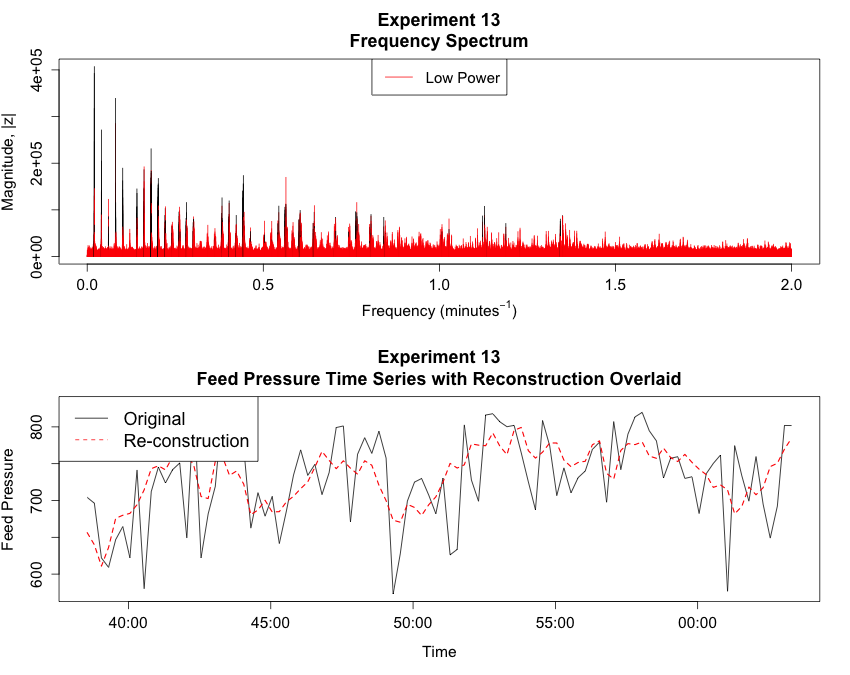 Experiment 13
Frequency Spectrum
Low Power
Magnitude, |z|
0e+00
2e+05
4e+05
0.0 0.5 1.0 1.5 2.0
Frequency (minutes⁻¹)
Experiment 13
Feed Pressure Time Series with Reconstruction Overlaid
Original
Re-construction
Feed Pressure
600
700
800
40:00 45:00 50:00 55:00 00:00
Time